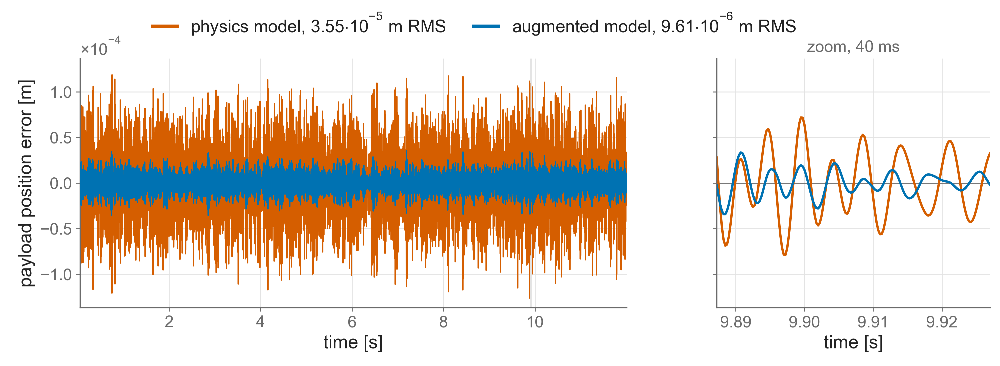 physics model, 3.55·10⁻⁵ m RMS
augmented model, 9.61·10⁻⁶ m RMS
×10⁻⁴
zoom, 40 ms
payload position error [m]
1.0
0.5
0.0
−0.5
−1.0
2 4 6 8 10
time [s]
9.89 9.90 9.91 9.92
time [s]